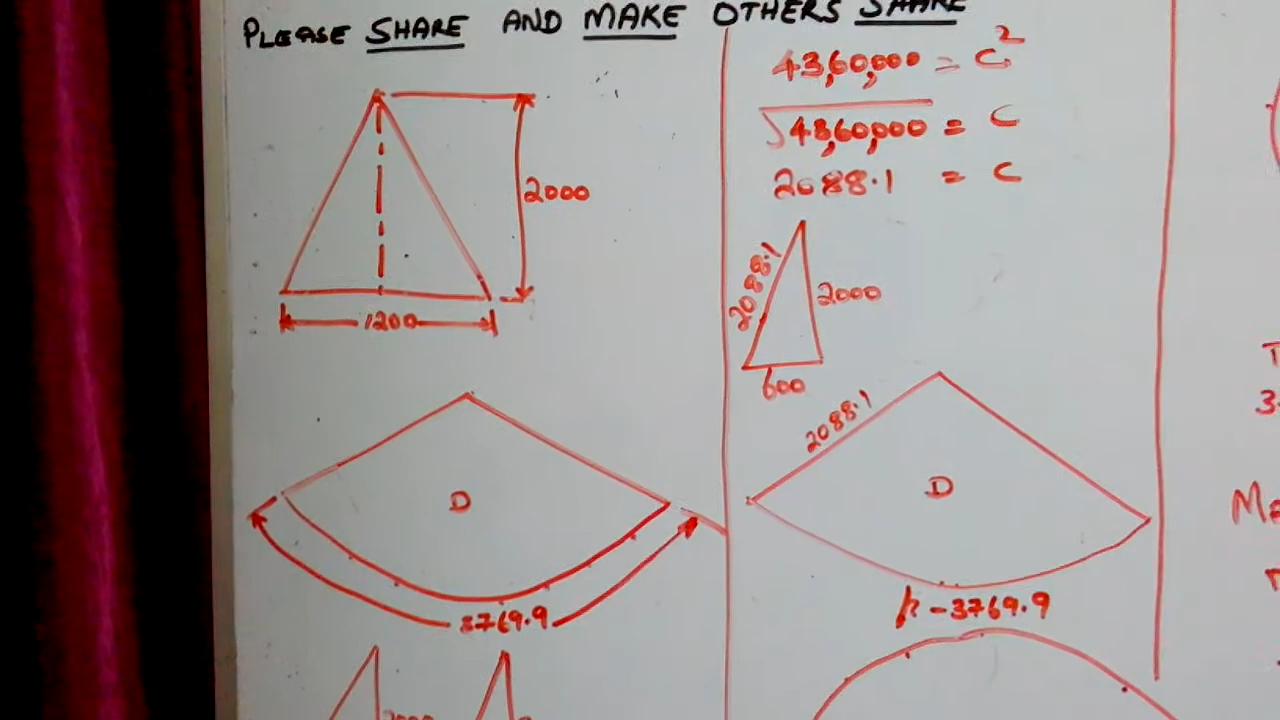 PLEASE SHARE AND MAKE OTHERS SHARE
2000
1200
D
3769.9
43,60,000 = C²
√43,60,000 = C
2088.1 = C
2088.1
2000
600
2088.1
D
3769.9